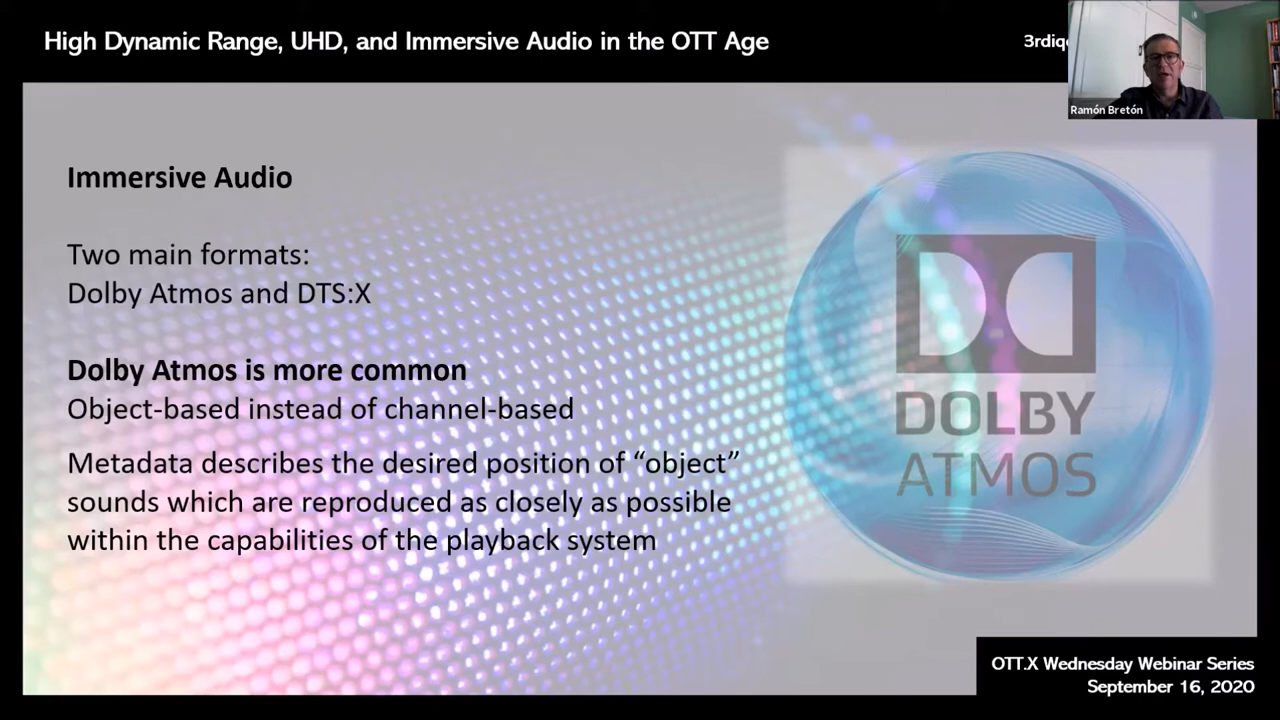 High Dynamic Range, UHD, and Immersive Audio in the OTT Age
Ramón Bretón
Immersive Audio
Two main formats:
Dolby Atmos and DTS:X
Dolby Atmos is more common
Object-based instead of channel-based
Metadata describes the desired position of “object”
sounds which are reproduced as closely as possible
within the capabilities of the playback system
DOLBY
ATMOS
OTT.X Wednesday Webinar Series
September 16, 2020